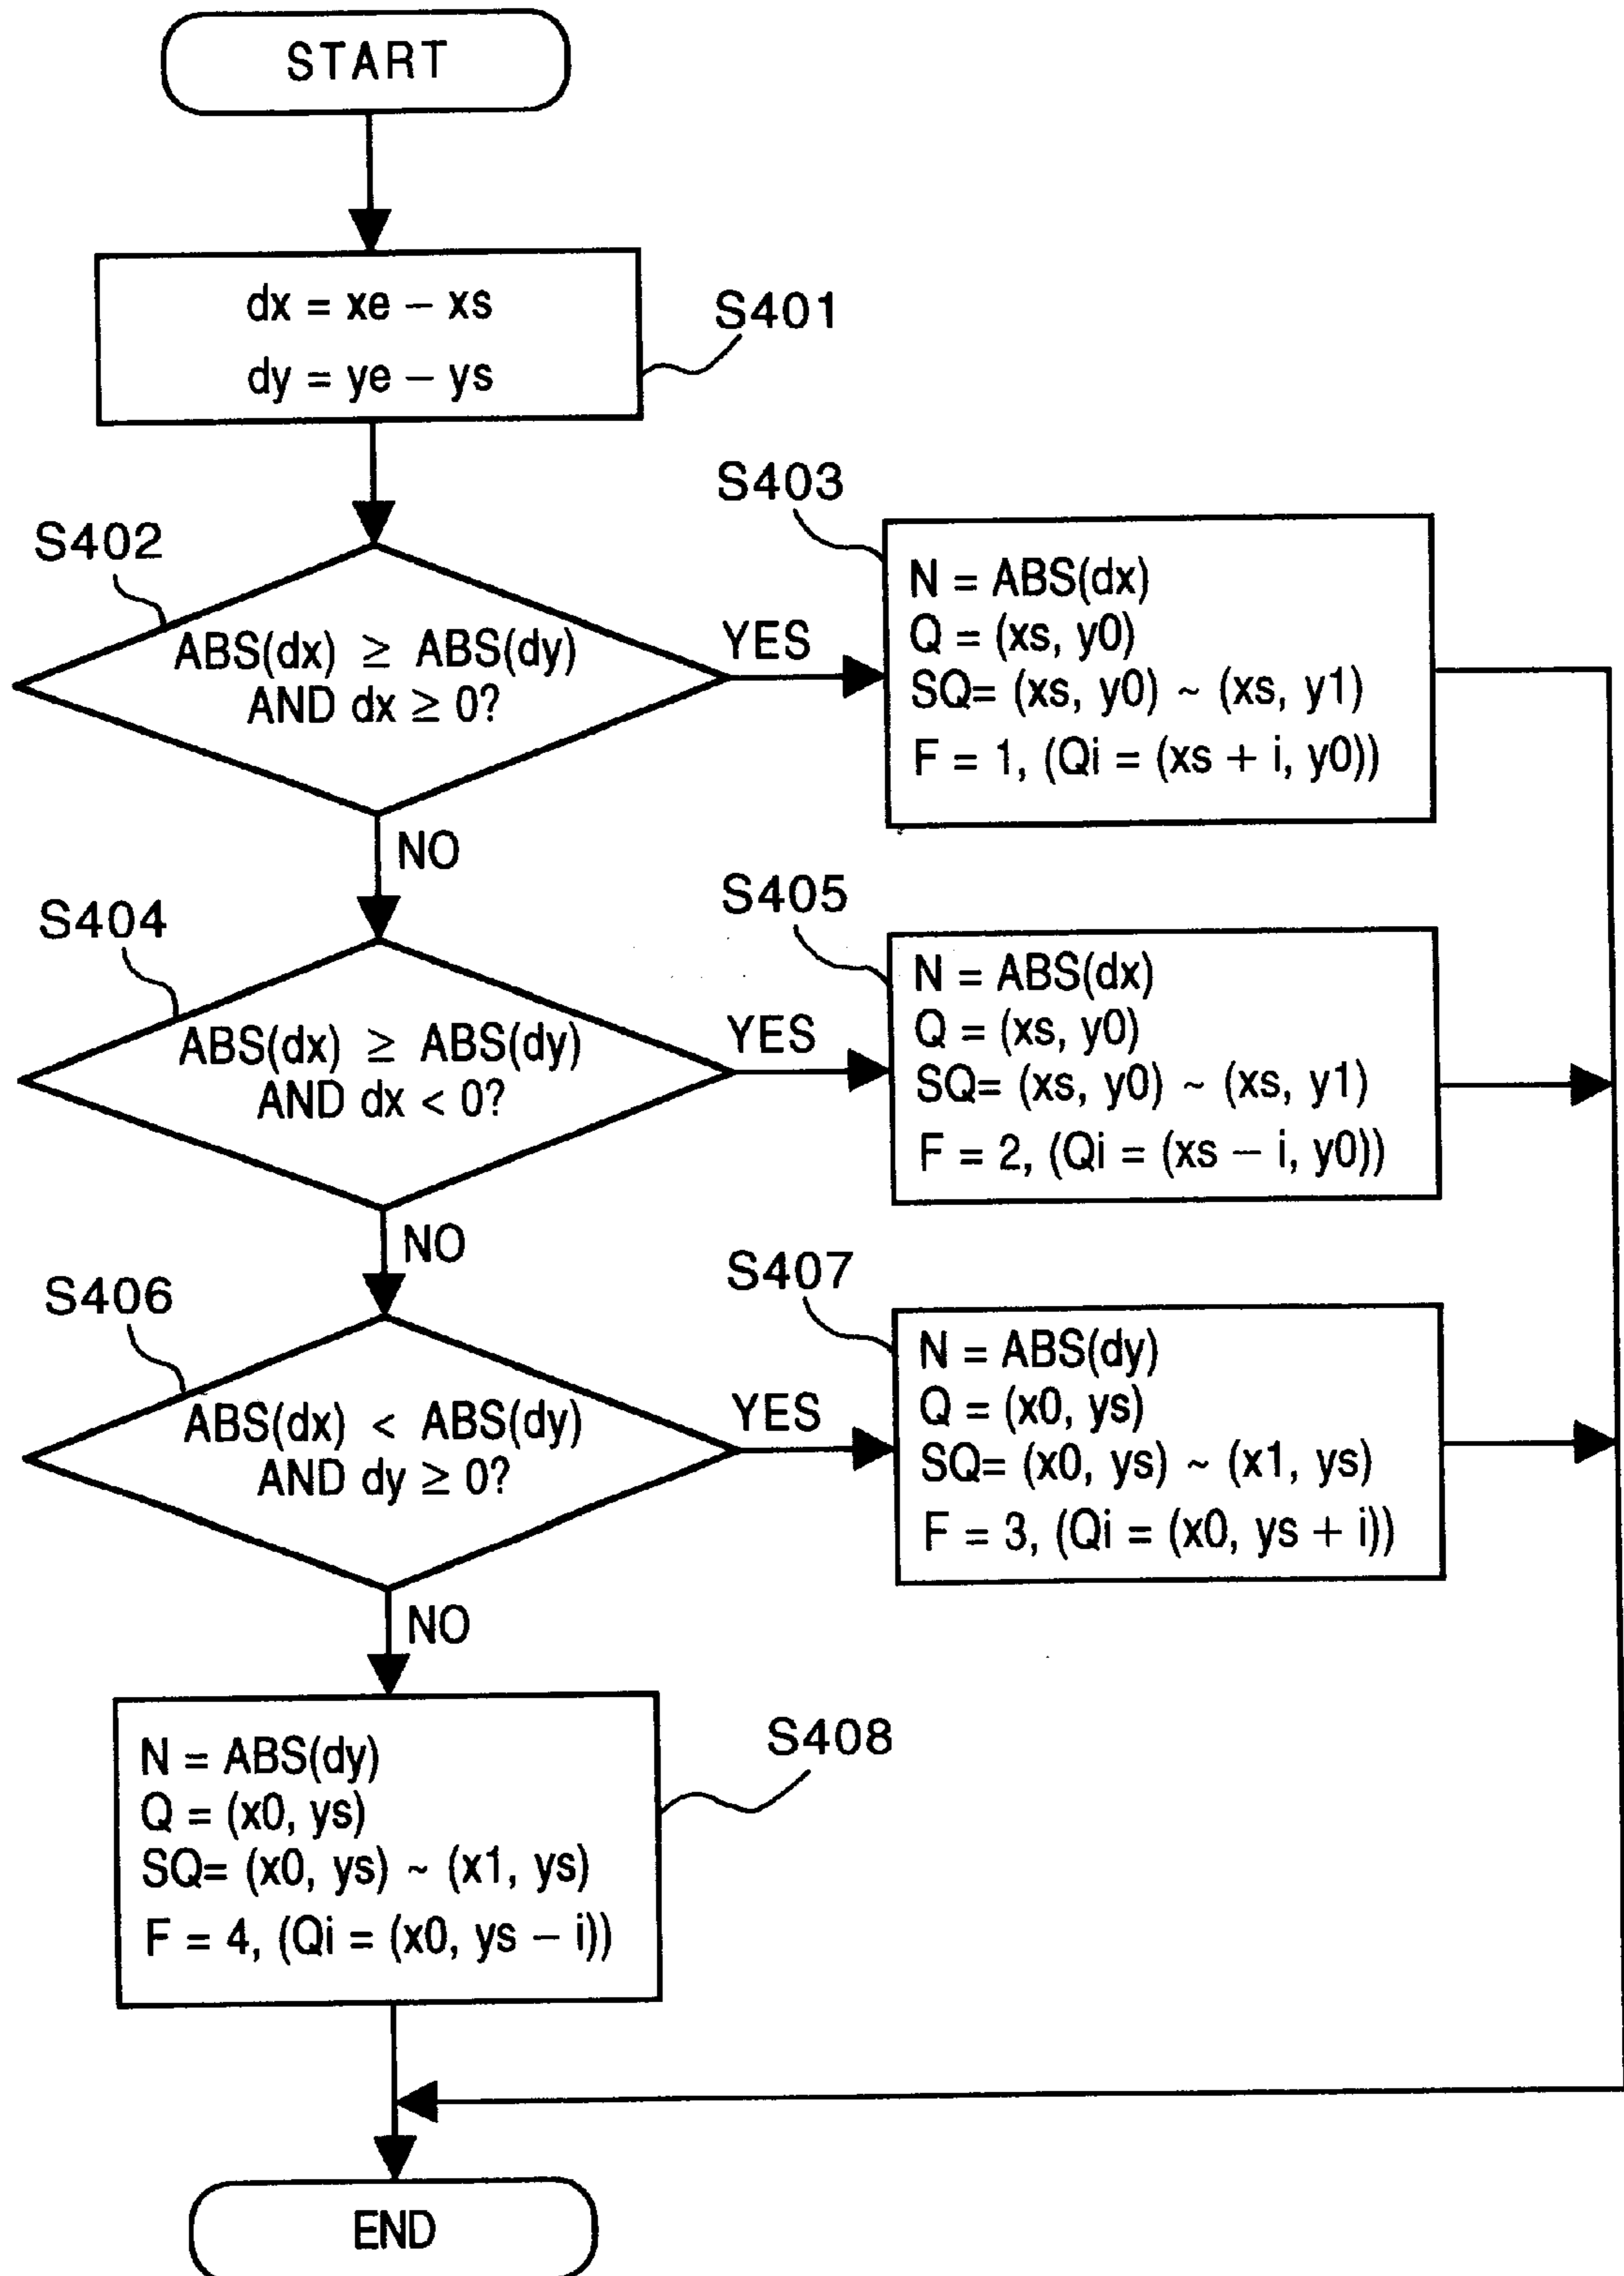 START
dx = xe – xs
dy = ye – ys
S401
S402
ABS(dx) ≥ ABS(dy)
AND dx ≥ 0?
YES
NO
S403
N = ABS(dx)
Q = (xs, y0)
SQ= (xs, y0) ~ (xs, y1)
F = 1, (Qi = (xs + i, y0))
S404
ABS(dx) ≥ ABS(dy)
AND dx < 0?
YES
NO
S405
N = ABS(dx)
Q = (xs, y0)
SQ= (xs, y0) ~ (xs, y1)
F = 2, (Qi = (xs – i, y0))
S406
ABS(dx) < ABS(dy)
AND dy ≥ 0?
YES
NO
S407
N = ABS(dy)
Q = (x0, ys)
SQ= (x0, ys) ~ (x1, ys)
F = 3, (Qi = (x0, ys + i))
S408
N = ABS(dy)
Q = (x0, ys)
SQ= (x0, ys) ~ (x1, ys)
F = 4, (Qi = (x0, ys – i))
END